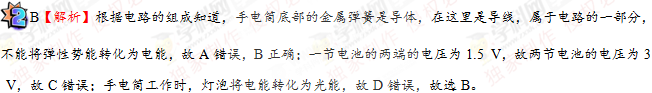 2 B【解析】根据电路的组成知道，手电筒底部的金属弹簧是导体，在这里是导线，属于电路的一部分，
不能将弹性势能转化为电能，故 A 错误，B 正确；一节电池的两端的电压为 1.5 V，故两节电池的电压为 3
V，故 C 错误；手电筒工作时，灯泡将电能转化为光能，故 D 错误，故选 B。